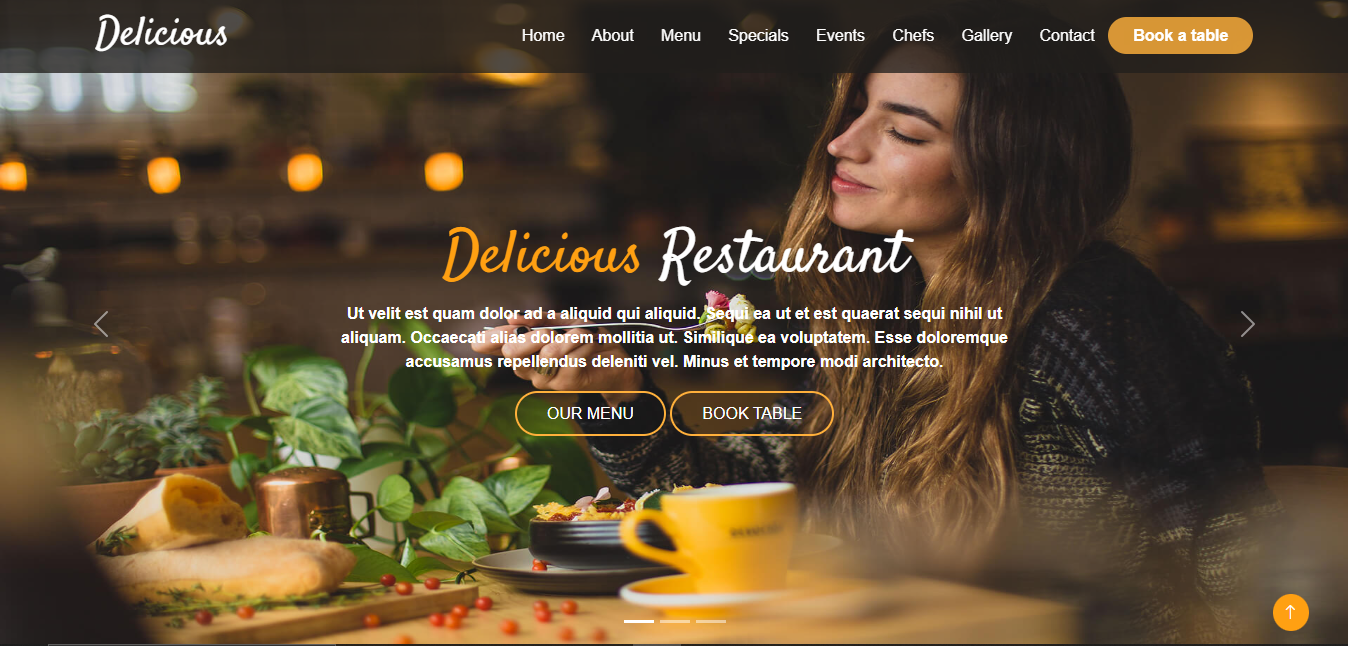 Delicious
Home About Menu Specials Events Chefs Gallery Contact Book a table
Delicious Restaurant
Ut velit est quam dolor ad a aliquid qui aliquid. Sequi ea ut et est quaerat sequi nihil ut
aliquam. Occaecati alias dolorem mollitia ut. Similique ea voluptatem. Esse doloremque
accusamus repellendus deleniti vel. Minus et tempore modi architecto.
OUR MENU BOOK TABLE